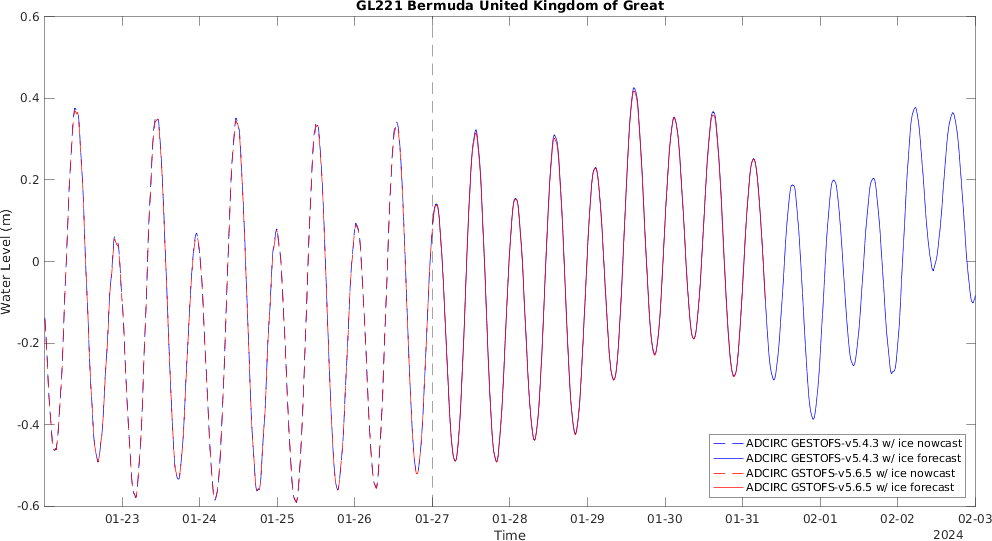 GL221 Bermuda United Kingdom of Great
0.6
0.4
0.2
0
-0.2
-0.4
-0.6
Water Level (m)
01-23 01-24 01-25 01-26 01-27 01-28 01-29 01-30 01-31 02-01 02-02 02-03
Time
2024
ADCIRC GESTOFS-v5.4.3 w/ ice nowcast
ADCIRC GESTOFS-v5.4.3 w/ ice forecast
ADCIRC GSTOFS-v5.6.5 w/ ice nowcast
ADCIRC GSTOFS-v5.6.5 w/ ice forecast